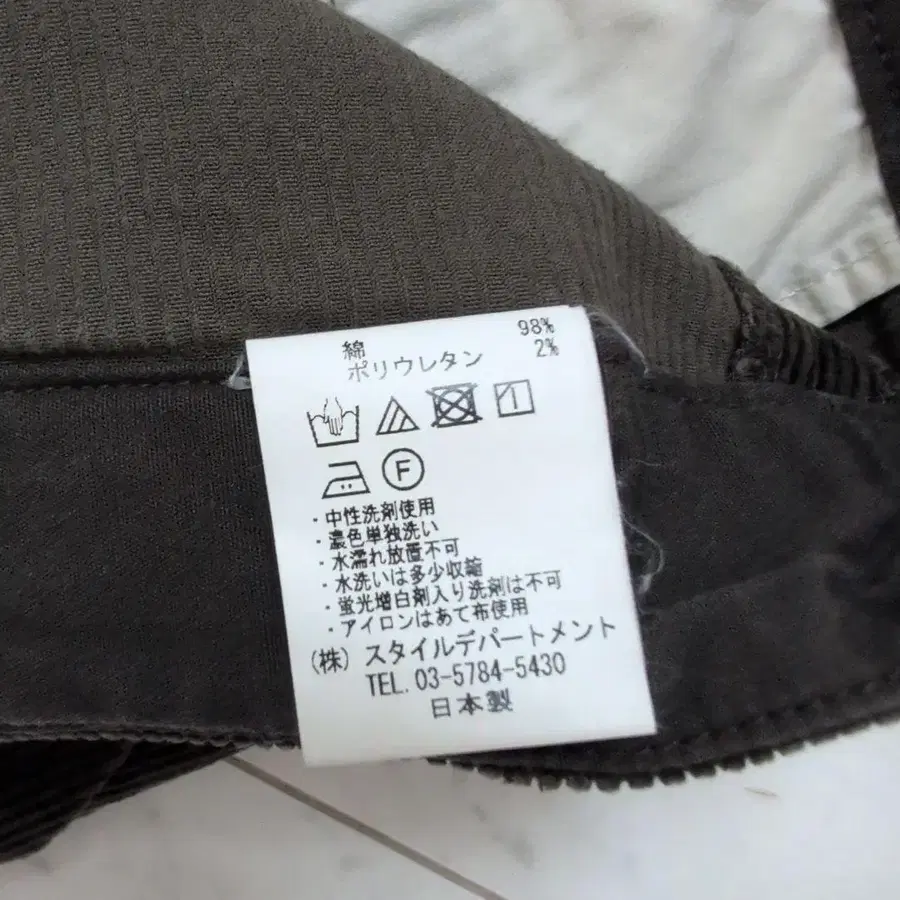 綿 98%
ポリウレタン 2%
F
・中性洗剤使用
・濃色単独洗い
・水濡れ放置不可
・水洗いは多少収縮
・蛍光増白剤入り洗剤は不可
・アイロンはあて布使用
(株) スタイルデパートメント
TEL. 03-5784-5430
日本製